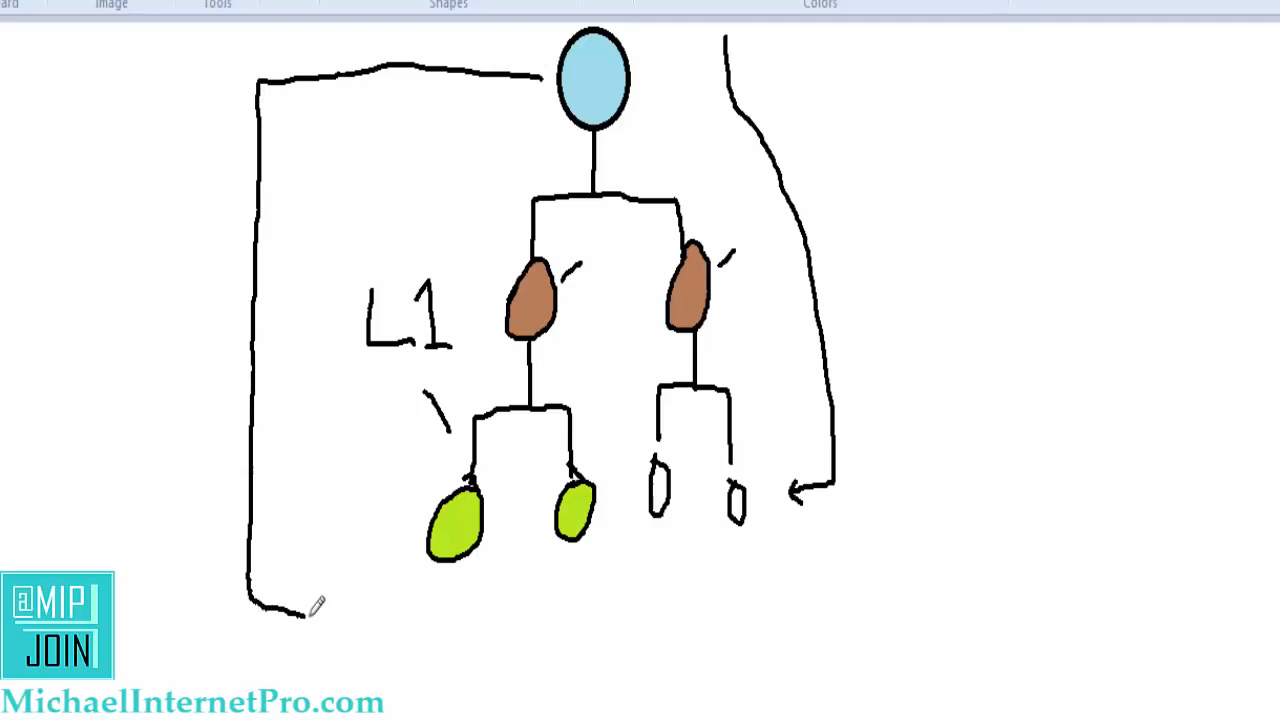 ard Image Tools Shapes Colors
L1
@MIP
JOIN
MichaelInternetPro.com